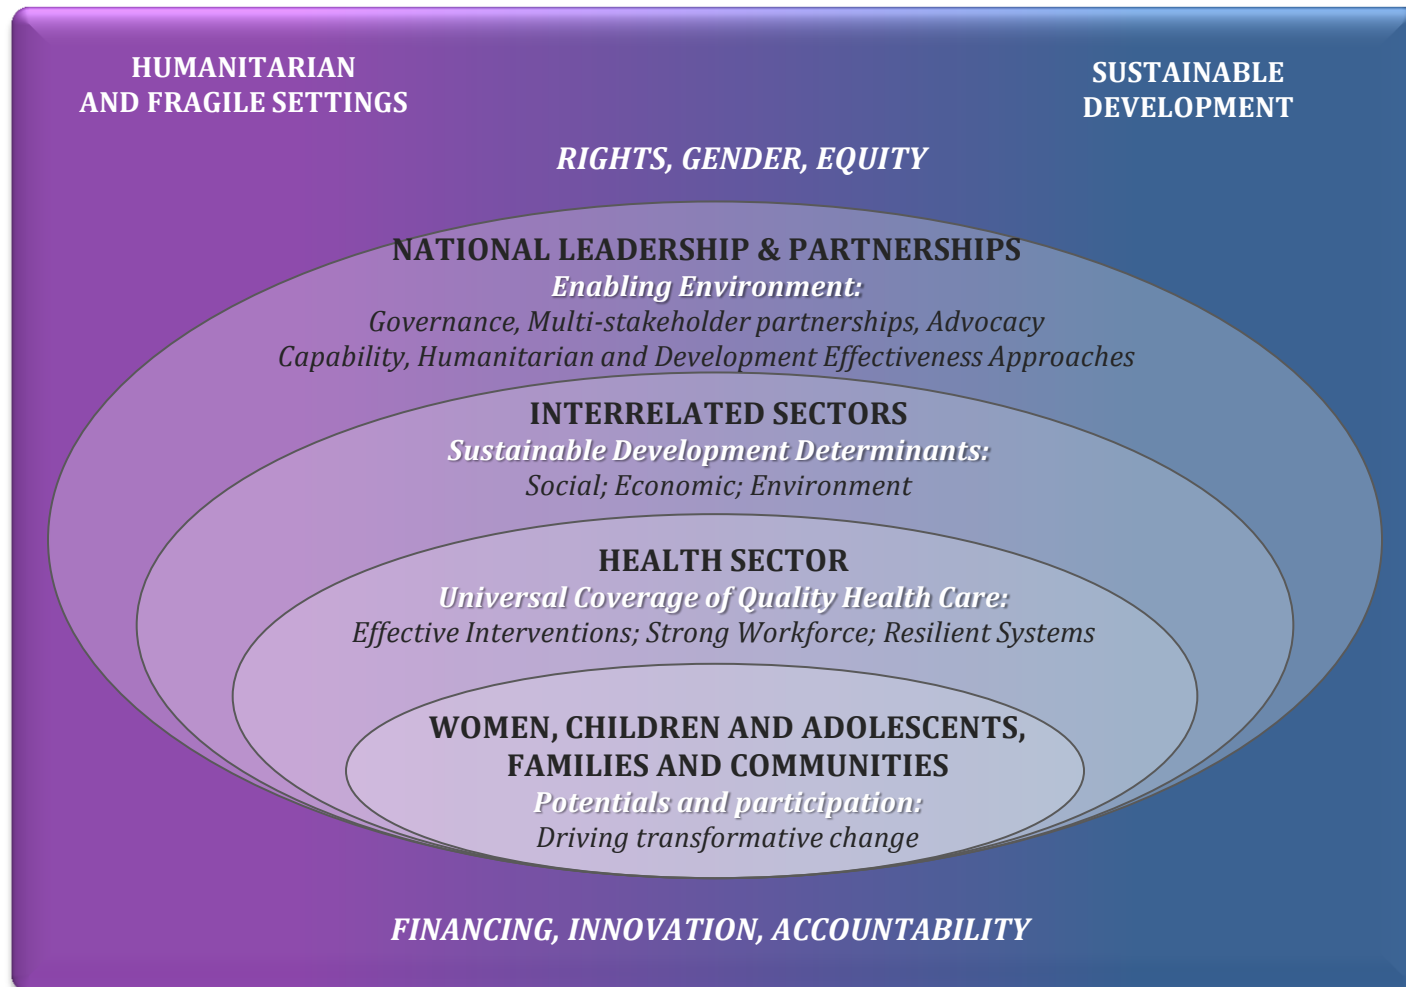 HUMANITARIAN
AND FRAGILE SETTINGS
SUSTAINABLE
DEVELOPMENT
RIGHTS, GENDER, EQUITY
NATIONAL LEADERSHIP & PARTNERSHIPS
Enabling Environment:
Governance, Multi-stakeholder partnerships, Advocacy
Capability, Humanitarian and Development Effectiveness Approaches
INTERRELATED SECTORS
Sustainable Development Determinants:
Social; Economic; Environment
HEALTH SECTOR
Universal Coverage of Quality Health Care:
Effective Interventions; Strong Workforce; Resilient Systems
WOMEN, CHILDREN AND ADOLESCENTS,
FAMILIES AND COMMUNITIES
Potentials and participation:
Driving transformative change
FINANCING, INNOVATION, ACCOUNTABILITY